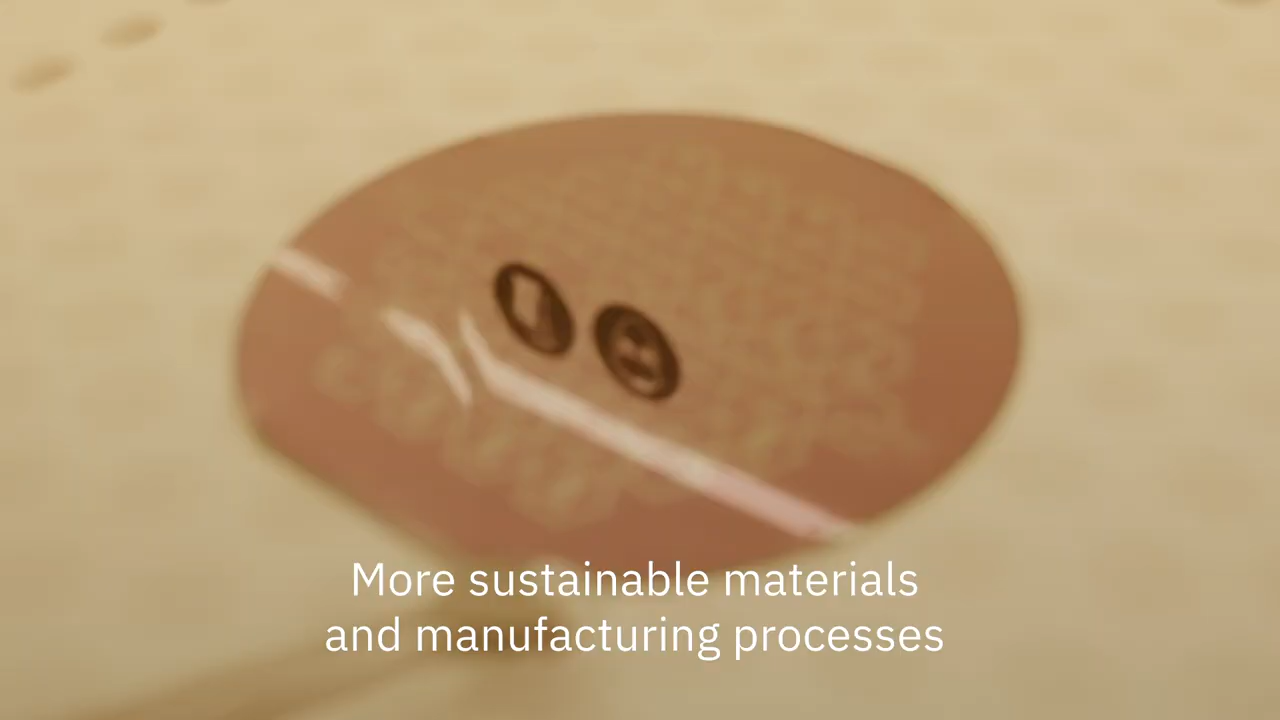 More sustainable materials
and manufacturing processes